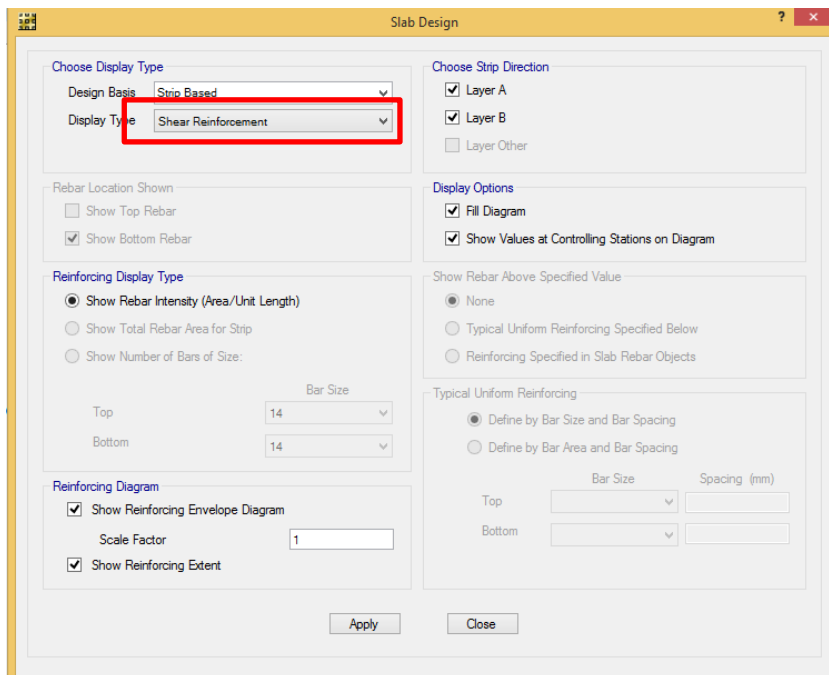 Slab Design
?
Choose Display Type
Design Basis Strip Based
Display Type Shear Reinforcement
Choose Strip Direction
Layer A
Layer B
Layer Other
Rebar Location Shown
Show Top Rebar
Show Bottom Rebar
Display Options
Fill Diagram
Show Values at Controlling Stations on Diagram
Reinforcing Display Type
Show Rebar Intensity (Area/Unit Length)
Show Total Rebar Area for Strip
Show Number of Bars of Size:
Bar Size
Top 14
Bottom 14
Show Rebar Above Specified Value
None
Typical Uniform Reinforcing Specified Below
Reinforcing Specified in Slab Rebar Objects
Typical Uniform Reinforcing
Define by Bar Size and Bar Spacing
Define by Bar Area and Bar Spacing
Bar Size Spacing (mm)
Top
Bottom
Reinforcing Diagram
Show Reinforcing Envelope Diagram
Scale Factor 1
Show Reinforcing Extent
Apply Close